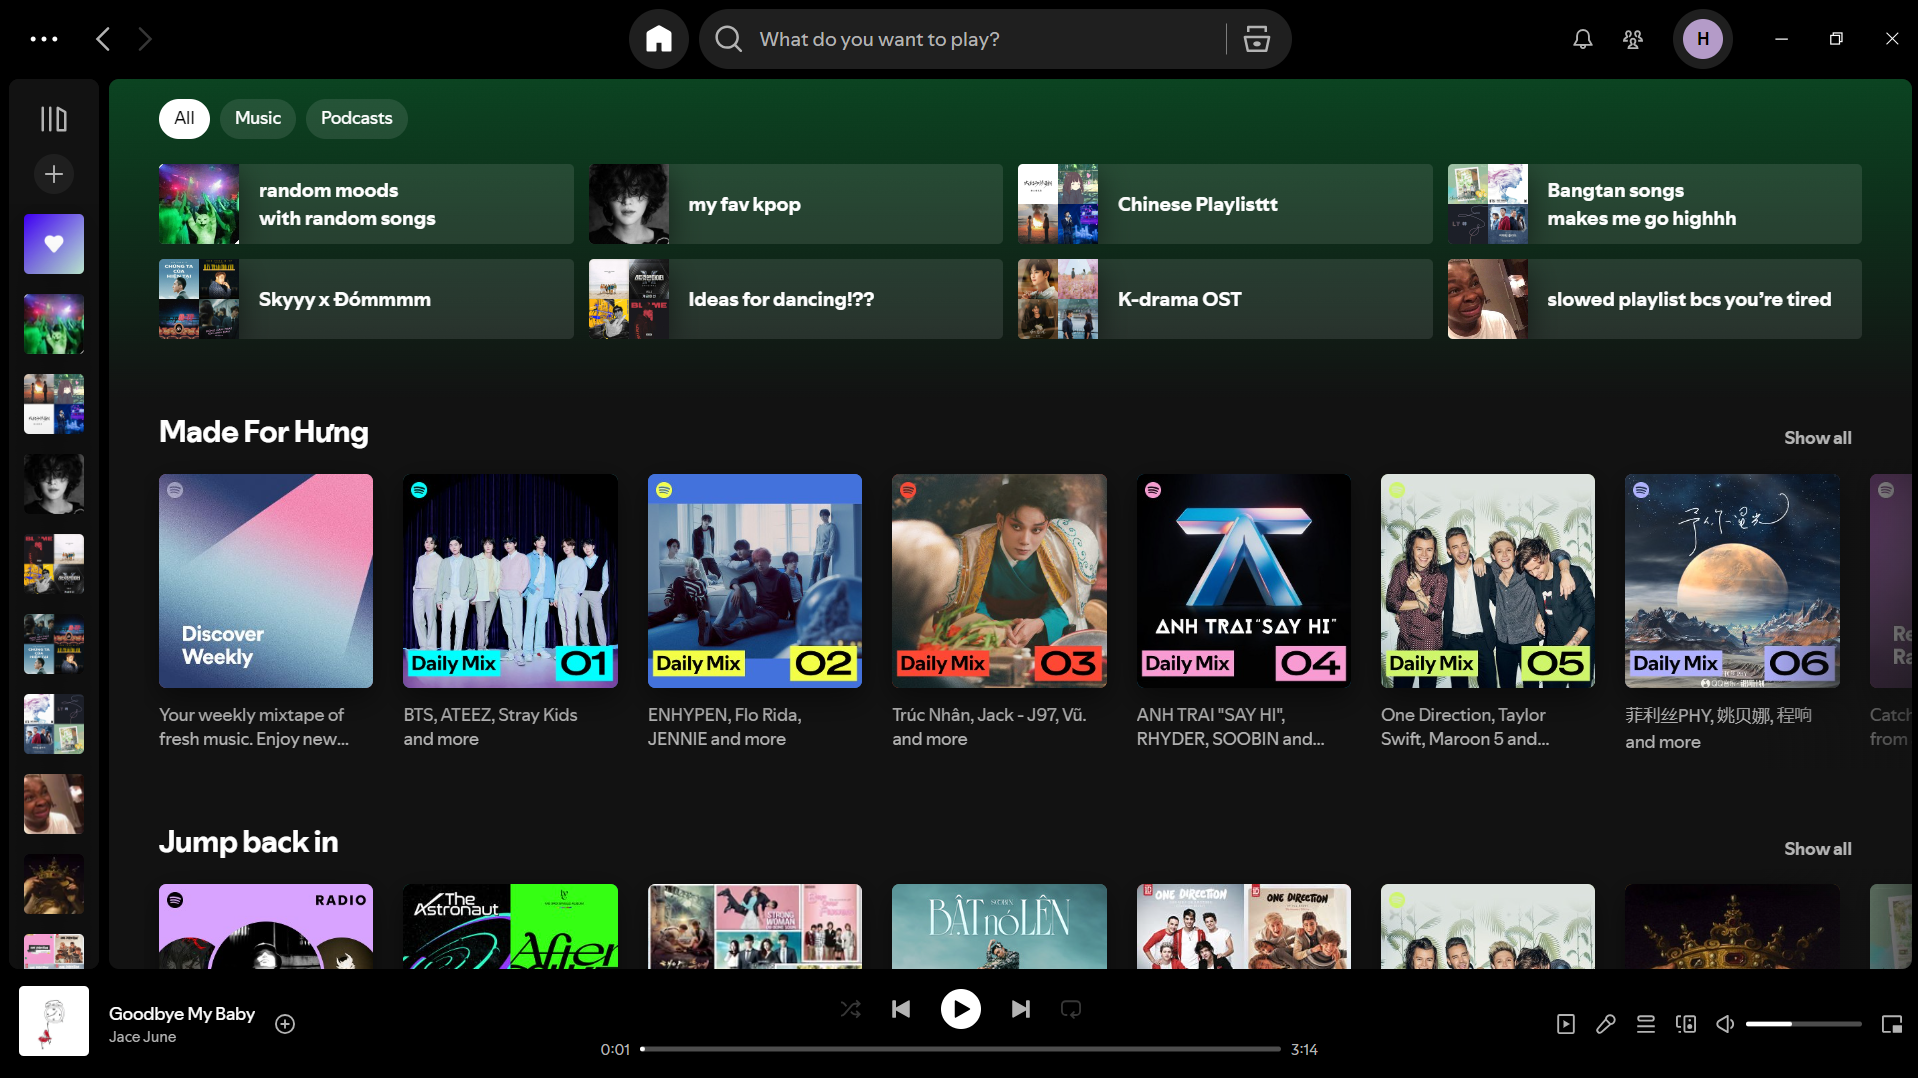 What do you want to play?
H
All
Music
Podcasts
random moods
with random songs
my fav kpop
Chinese Playlisttt
Bangtan songs
makes me go highhh
Skyyy x Đómmmm
Ideas for dancing!??
K-drama OST
slowed playlist bcs you're tired
Made For Hưng
Show all
Discover
Weekly
Daily Mix 01
Daily Mix 02
Daily Mix 03
ANH TRAI "SAY HI"
Daily Mix 04
Daily Mix 05
Daily Mix 06
Your weekly mixtape of
fresh music. Enjoy new...
BTS, ATEEZ, Stray Kids
and more
ENHYPEN, Flo Rida,
JENNIE and more
Trúc Nhân, Jack - J97, Vũ.
and more
ANH TRAI "SAY HI",
RHYDER, SOOBIN and...
One Direction, Taylor
Swift, Maroon 5 and...
菲利丝PHY, 姚贝娜, 程响
and more
Catch
from
Jump back in
Show all
RADIO
The
Astronaut
After
STRONG
WOMAN
SOOBIN
BẬT nó LÊN
ONE DIRECTION
ONE DIRECTION
Goodbye My Baby
Jace June
0:01
3:14